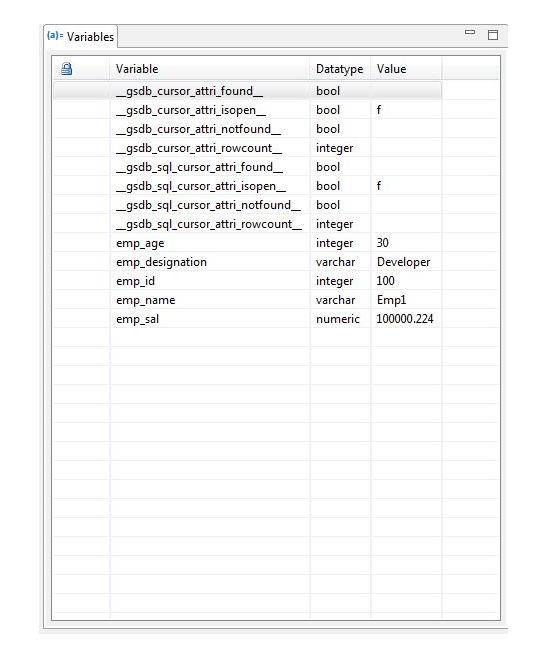 (a)= Variables
Variable Datatype Value
__gsdb_cursor_attri_found__ bool
__gsdb_cursor_attri_isopen__ bool f
__gsdb_cursor_attri_notfound__ bool
__gsdb_cursor_attri_rowcount__ integer
__gsdb_sql_cursor_attri_found__ bool
__gsdb_sql_cursor_attri_isopen__ bool f
__gsdb_sql_cursor_attri_notfound__ bool
__gsdb_sql_cursor_attri_rowcount__ integer
emp_age integer 30
emp_designation varchar Developer
emp_id integer 100
emp_name varchar Emp1
emp_sal numeric 100000.224